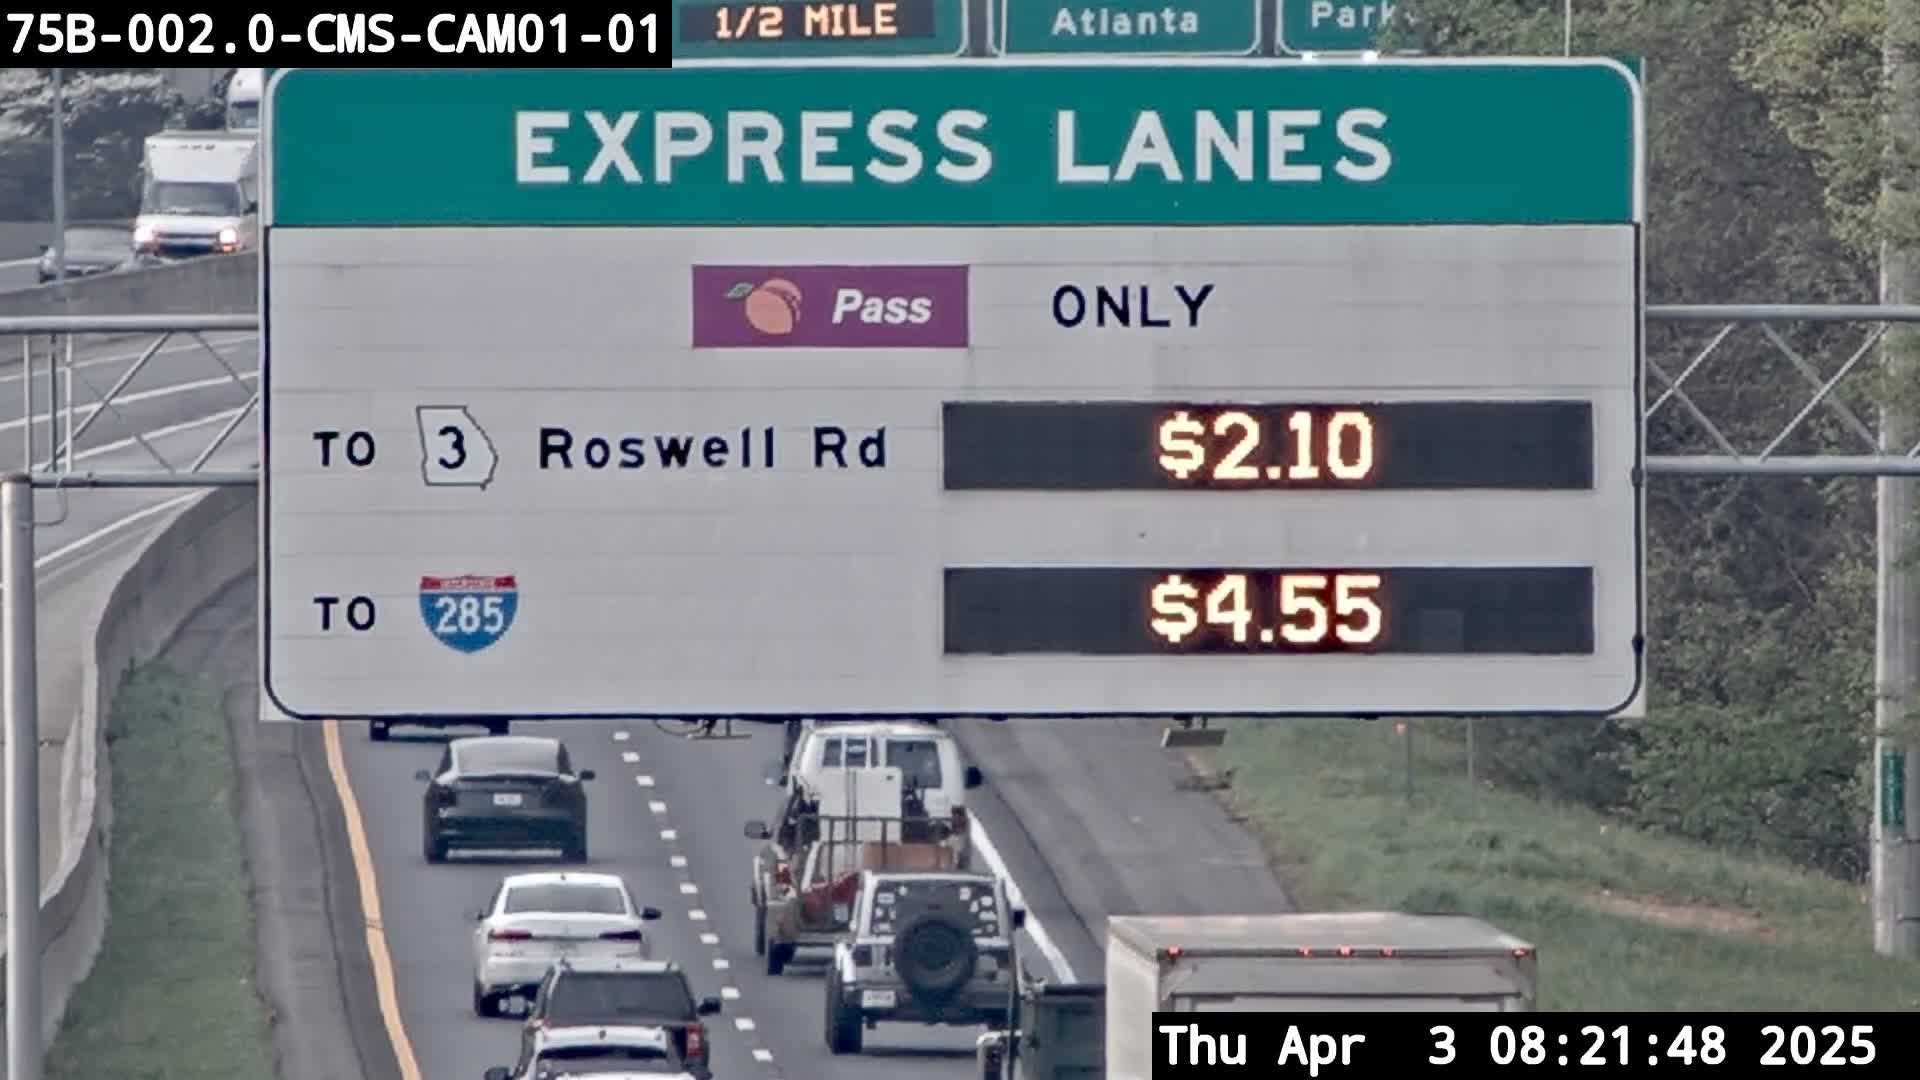 75B-002.0-CMS-CAM01-01
1/2 MILE
Atlanta
Park
EXPRESS LANES
Pass ONLY
TO 3 Roswell Rd $2.10
TO 285 $4.55
Thu Apr 3 08:21:48 2025